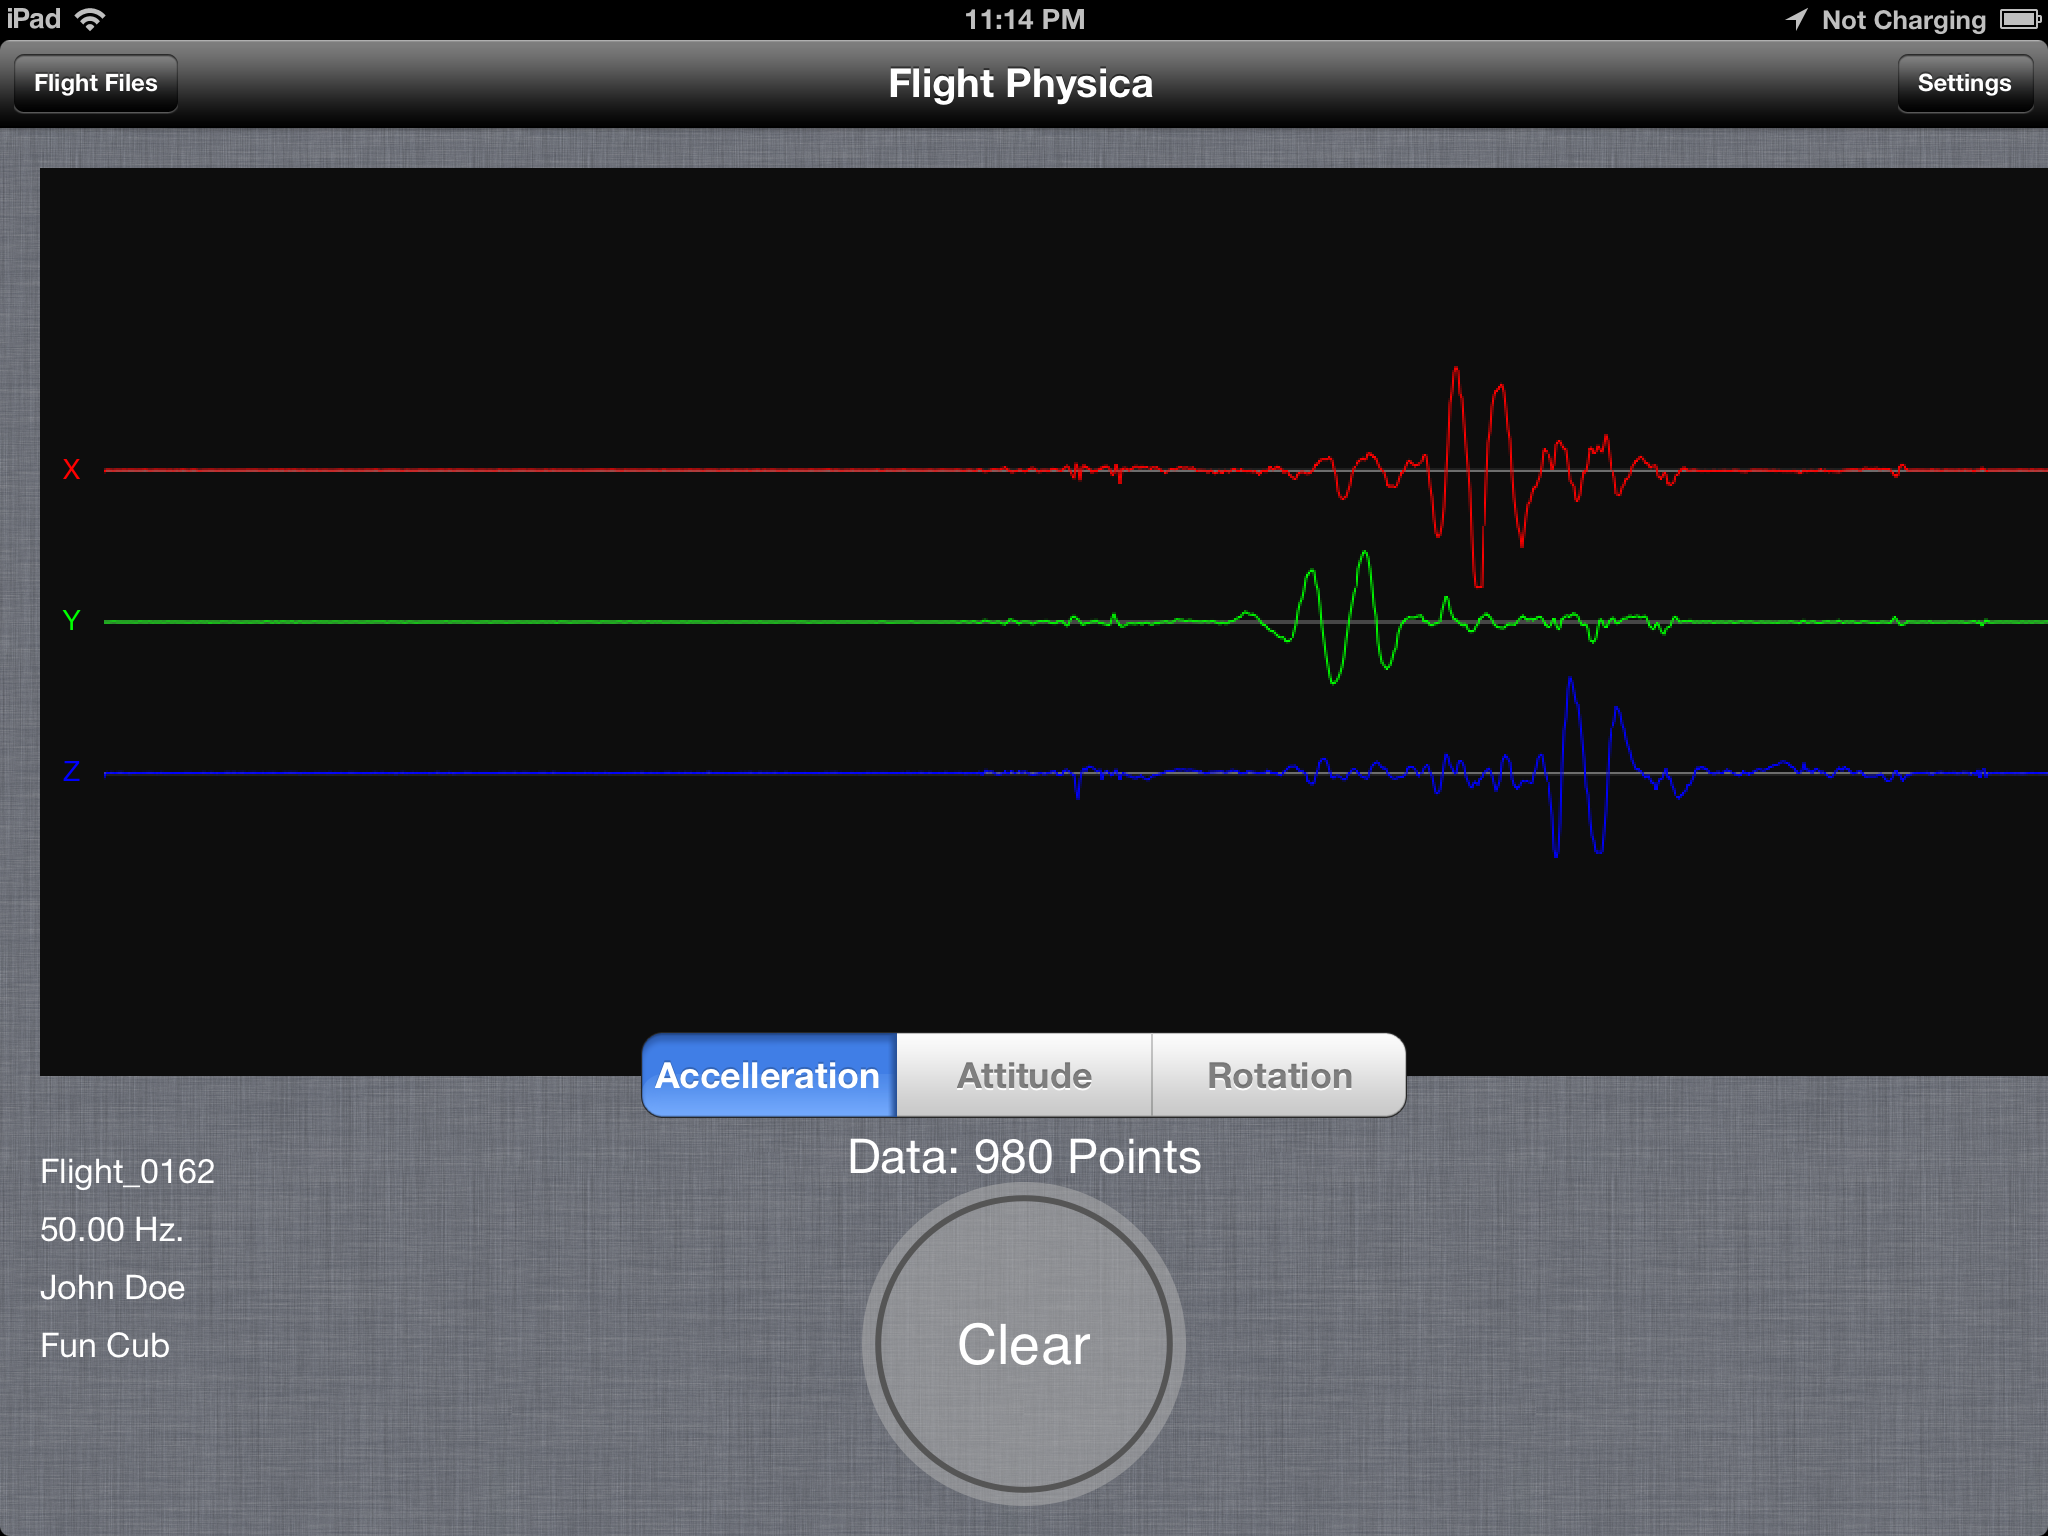 iPad 11:14 PM Not Charging
Flight Files Flight Physica Settings
X
Y
Z
Accelleration Attitude Rotation
Data: 980 Points
Flight_0162
50.00 Hz.
John Doe
Fun Cub
Clear